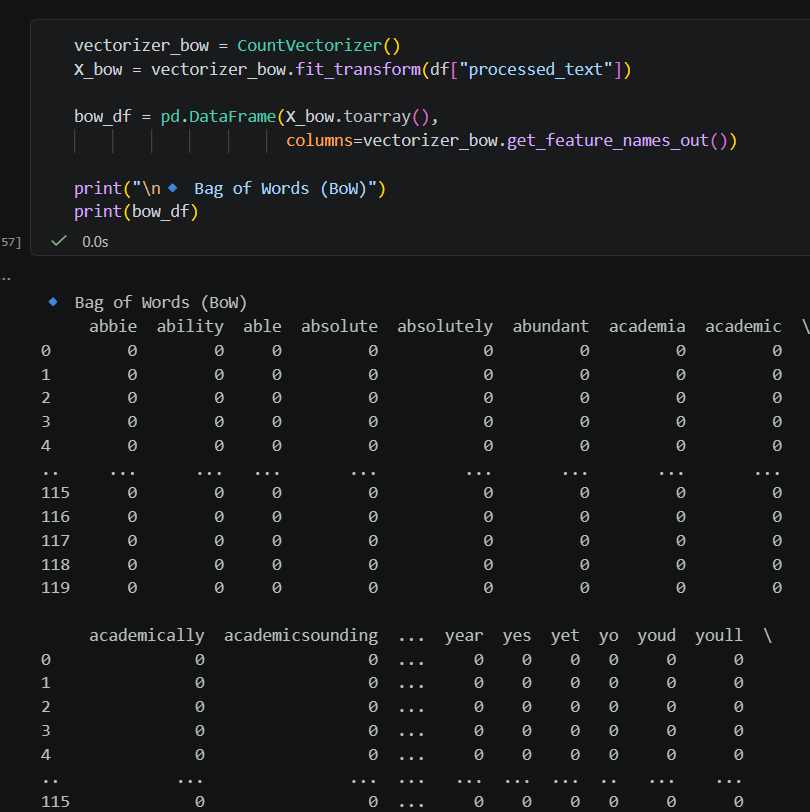 vectorizer_bow = CountVectorizer()
X_bow = vectorizer_bow.fit_transform(df["processed_text"])
bow_df = pd.DataFrame(X_bow.toarray(),
columns=vectorizer_bow.get_feature_names_out())
print("\n🔹 Bag of Words (BoW)")
print(bow_df)
57] ✓ 0.0s
..
🔹 Bag of Words (BoW)
abbie ability able absolute absolutely abundant academia academic \
0 0 0 0 0 0 0 0 0
1 0 0 0 0 0 0 0 0
2 0 0 0 0 0 0 0 0
3 0 0 0 0 0 0 0 0
4 0 0 0 0 0 0 0 0
.. ... ... ... ... ... ... ... ...
115 0 0 0 0 0 0 0 0
116 0 0 0 0 0 0 0 0
117 0 0 0 0 0 0 0 0
118 0 0 0 0 0 0 0 0
119 0 0 0 0 0 0 0 0
academically academicsounding ... year yes yet yo youd youll \
0 0 0 ... 0 0 0 0 0 0
1 0 0 ... 0 0 0 0 0 0
2 0 0 ... 0 0 0 0 0 0
3 0 0 ... 0 0 0 0 0 0
4 0 0 ... 0 0 0 0 0 0
.. ... ... ... ... ... ... .. ... ...
115 0 0 ... 0 0 0 0 0 0